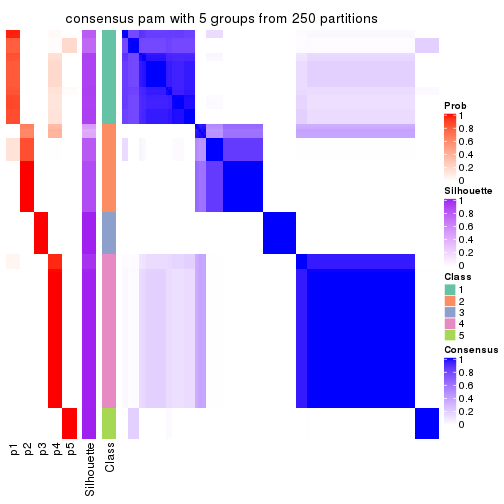 consensus pam with 5 groups from 250 partitions
Prob
1
0.8
0.6
0.4
0.2
0
Silhouette
1
0.8
0.6
0.4
0.2
0
Class
1
2
3
4
5
Consensus
1
0.8
0.6
0.4
0.2
0
p1
p2
p3
p4
p5
Silhouette
Class